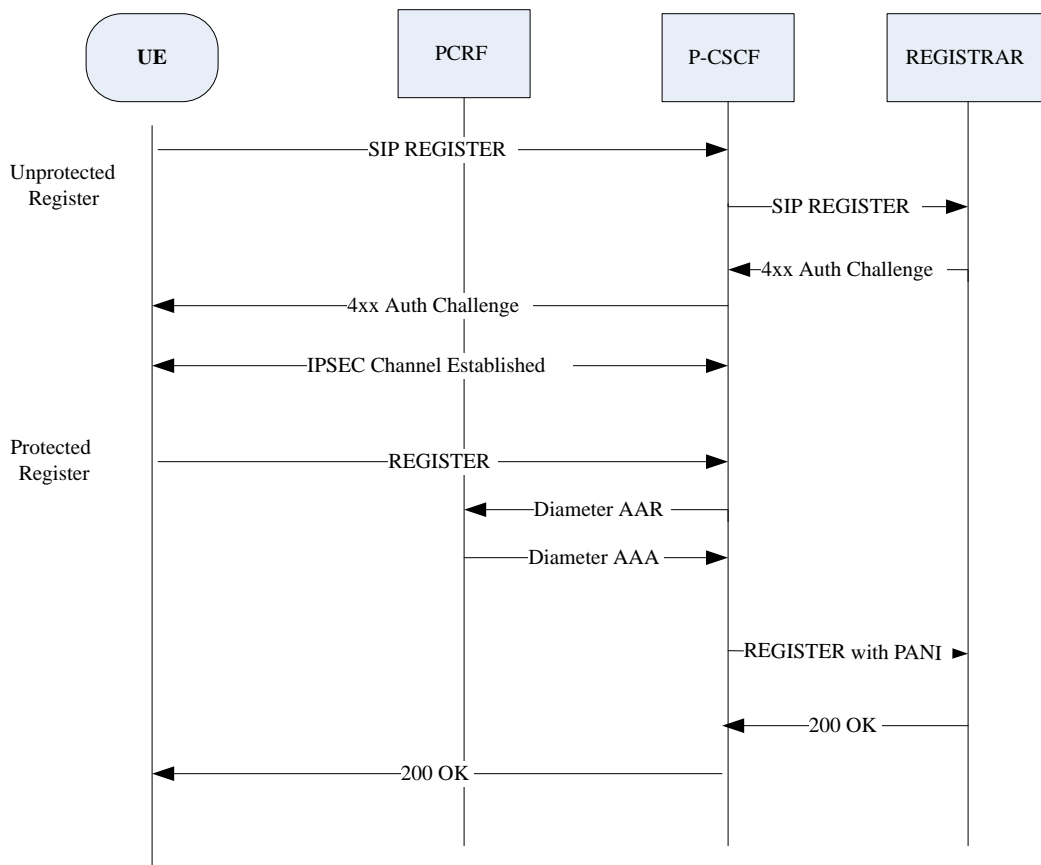 UE
PCRF
P-CSCF
REGISTRAR
SIP REGISTER
Unprotected
Register
SIP REGISTER
4xx Auth Challenge
4xx Auth Challenge
IPSEC Channel Established
Protected
Register
REGISTER
Diameter AAR
Diameter AAA
REGISTER with PANI
200 OK
200 OK